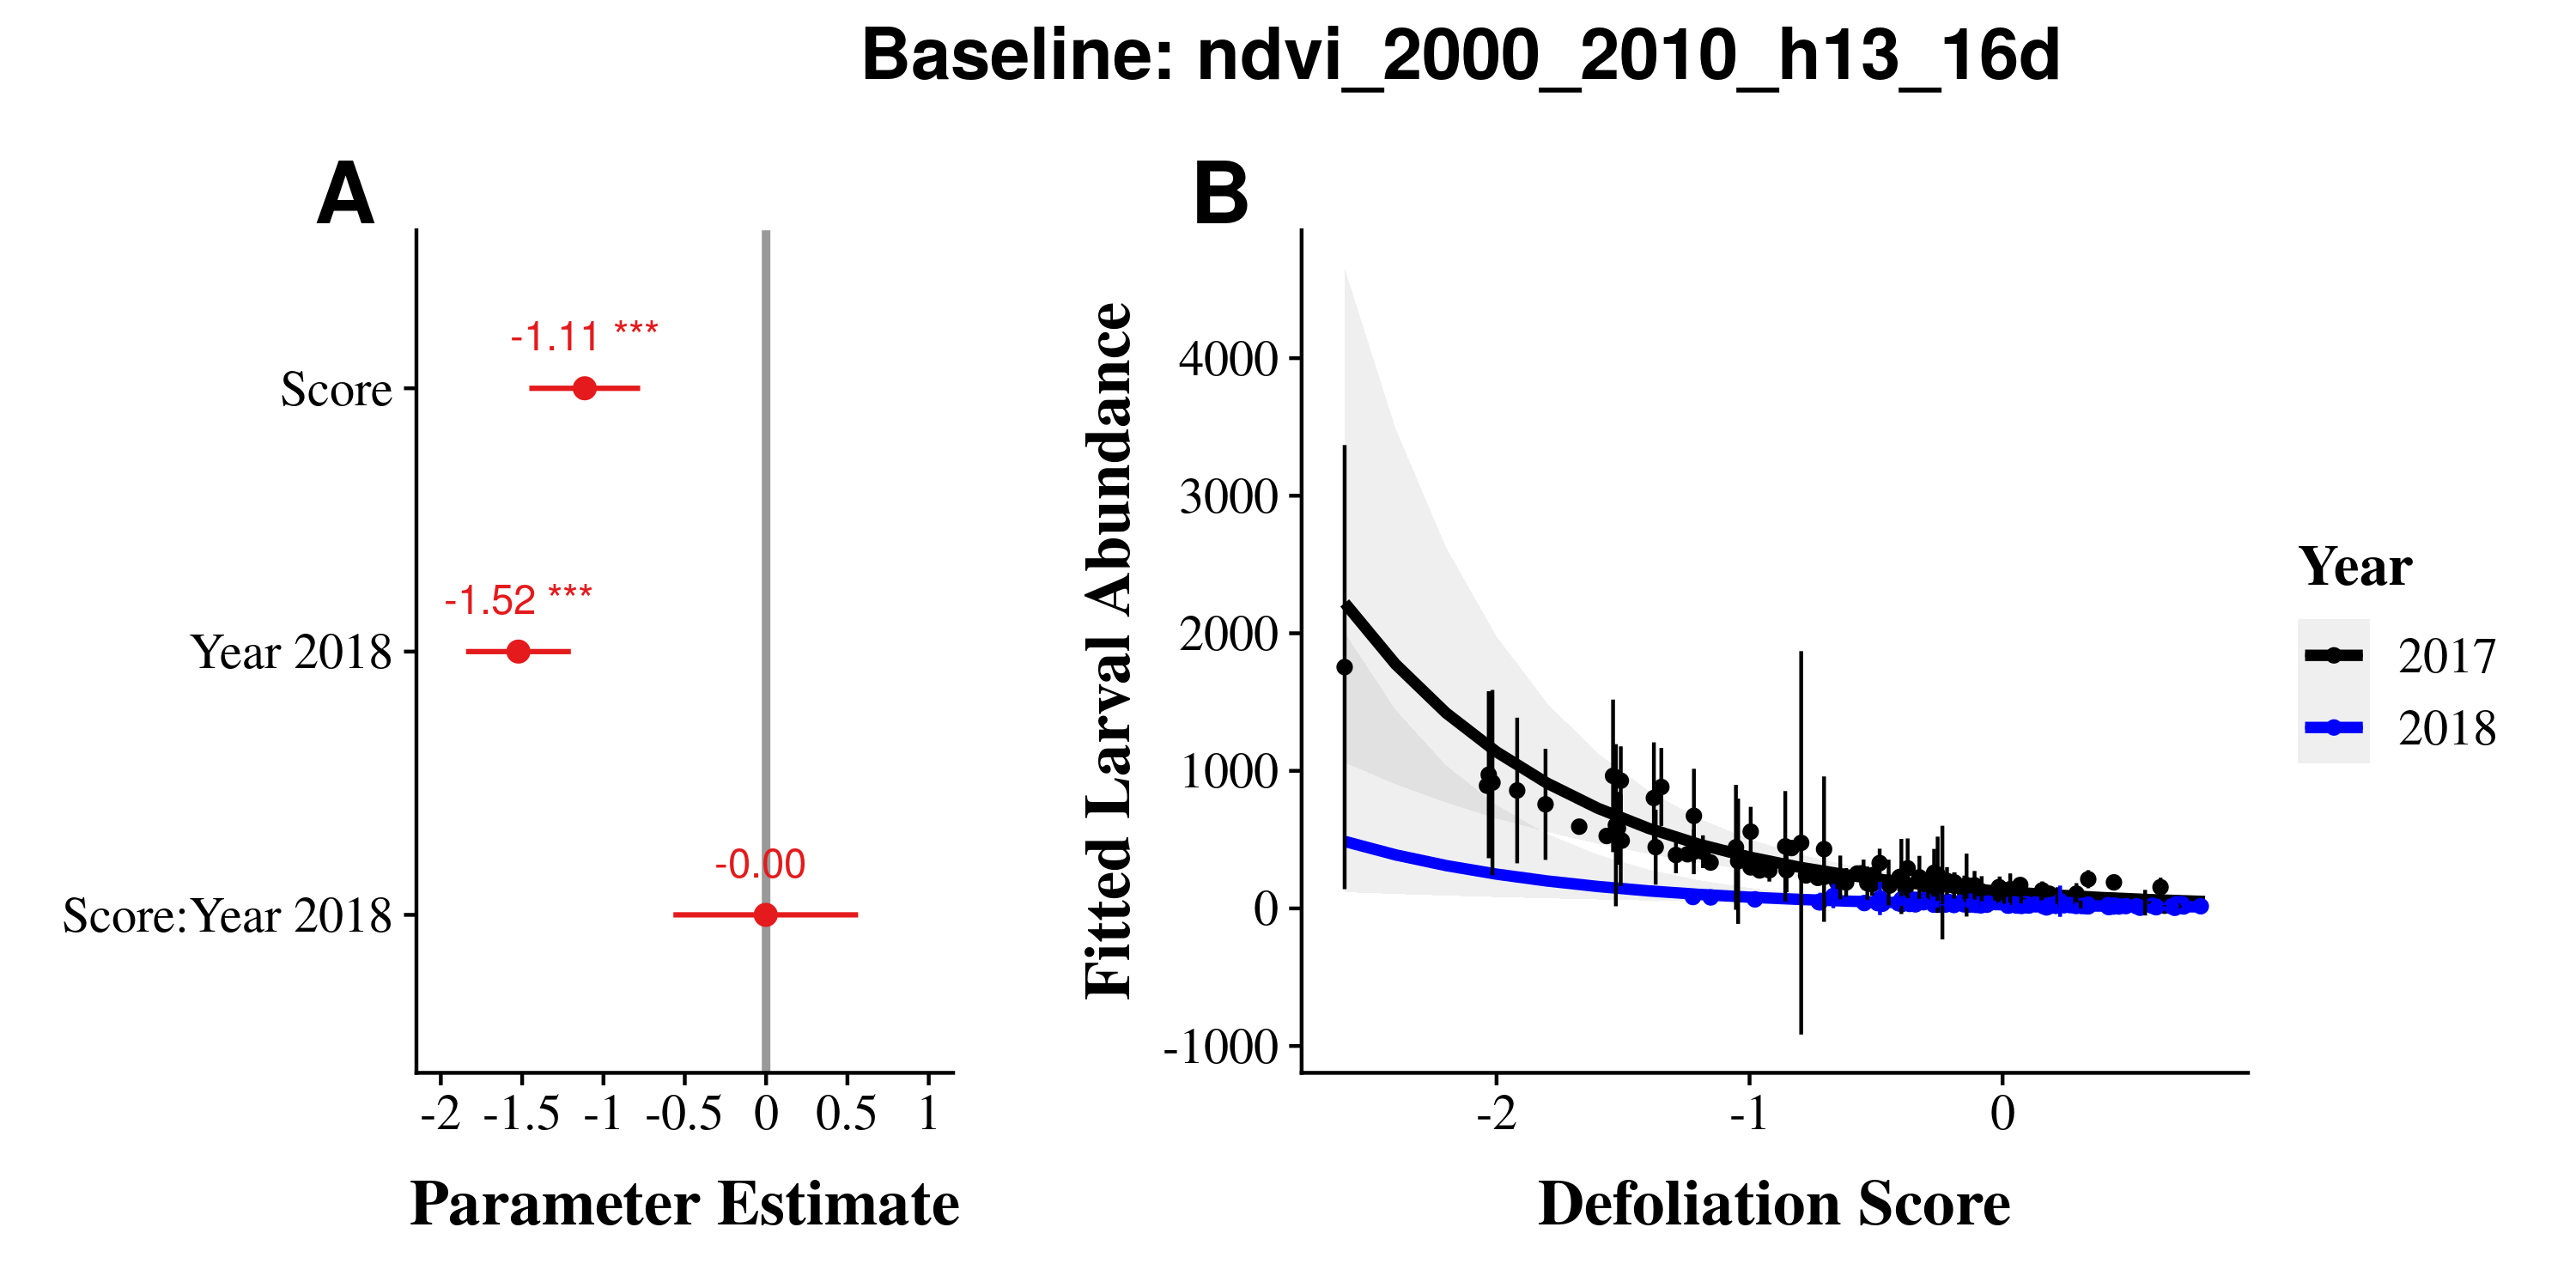 Baseline: ndvi_2000_2010_h13_16d
A
-1.11 ***
Score
-1.52 ***
Year 2018
-0.00
Score:Year 2018
-2 -1.5 -1 -0.5 0 0.5 1
Parameter Estimate
B
Fitted Larval Abundance
4000
3000
2000
1000
0
-1000
-2 -1 0
Defoliation Score
Year
2017
2018